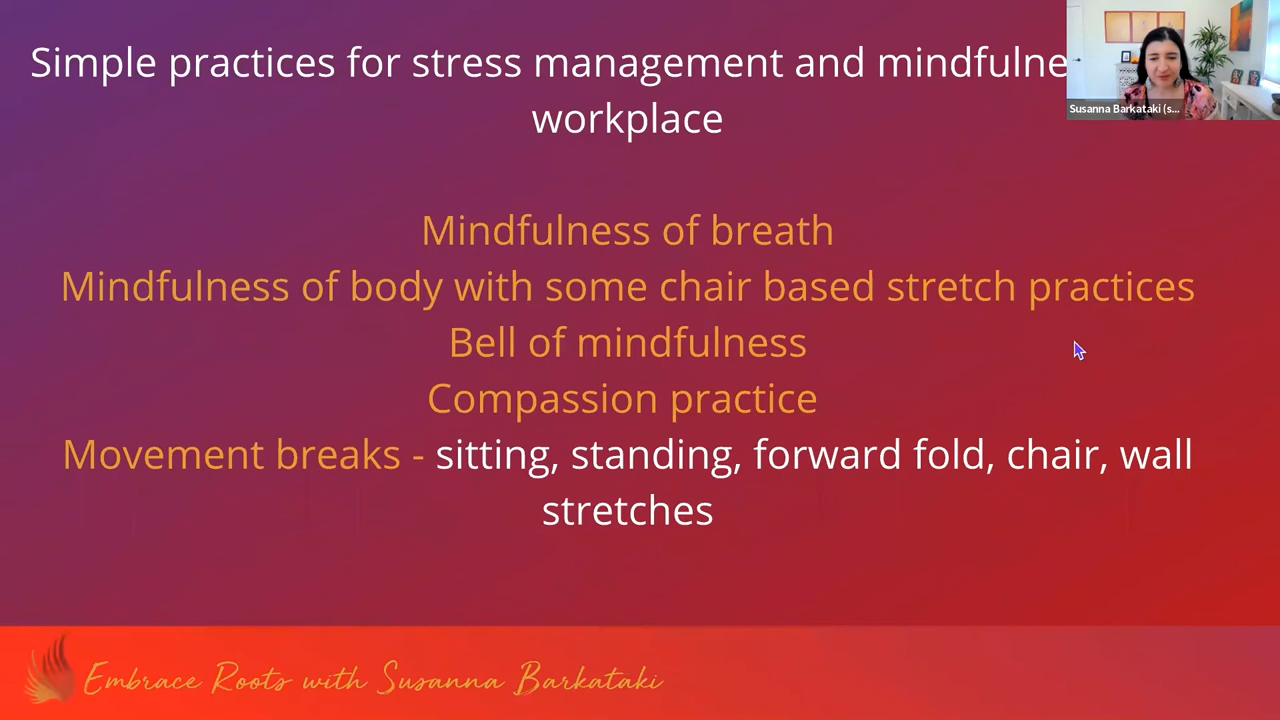 Simple practices for stress management and mindfulne
workplace
Susanna Barkataki (s...
Mindfulness of breath
Mindfulness of body with some chair based stretch practices
Bell of mindfulness
Compassion practice
Movement breaks - sitting, standing, forward fold, chair, wall
stretches
Embrace Roots with Susanna Barkataki